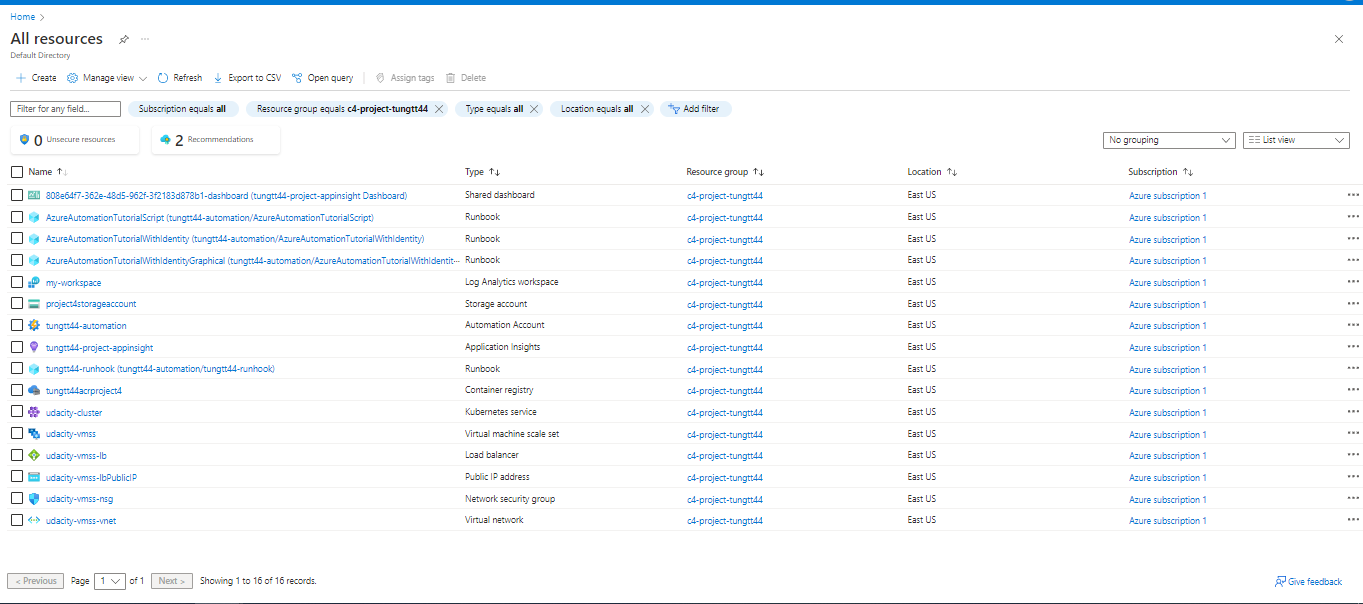 Home >
All resources ...
Default Directory
Create Manage view Refresh Export to CSV Open query Assign tags Delete
Filter for any field... Subscription equals all Resource group equals c4-project-tungtt44 Type equals all Location equals all Add filter
0 Unsecure resources 2 Recommendations No grouping List view
Name ↑↓ Type ↑↓ Resource group ↑↓ Location ↑↓ Subscription ↑↓
808e64f7-362e-48d5-962f-3f2183d878b1-dashboard (tungtt44-project-appinsight Dashboard) Shared dashboard c4-project-tungtt44 East US Azure subscription 1 ...
AzureAutomationTutorialScript (tungtt44-automation/AzureAutomationTutorialScript) Runbook c4-project-tungtt44 East US Azure subscription 1 ...
AzureAutomationTutorialWithIdentity (tungtt44-automation/AzureAutomationTutorialWithIdentity) Runbook c4-project-tungtt44 East US Azure subscription 1 ...
AzureAutomationTutorialWithIdentityGraphical (tungtt44-automation/AzureAutomationTutorialWithIdentit... Runbook c4-project-tungtt44 East US Azure subscription 1 ...
my-workspace Log Analytics workspace c4-project-tungtt44 East US Azure subscription 1 ...
project4storageaccount Storage account c4-project-tungtt44 East US Azure subscription 1 ...
tungtt44-automation Automation Account c4-project-tungtt44 East US Azure subscription 1 ...
tungtt44-project-appinsight Application Insights c4-project-tungtt44 East US Azure subscription 1 ...
tungtt44-runhook (tungtt44-automation/tungtt44-runhook) Runbook c4-project-tungtt44 East US Azure subscription 1 ...
tungtt44acrproject4 Container registry c4-project-tungtt44 East US Azure subscription 1 ...
udacity-cluster Kubernetes service c4-project-tungtt44 East US Azure subscription 1 ...
udacity-vmss Virtual machine scale set c4-project-tungtt44 East US Azure subscription 1 ...
udacity-vmss-lb Load balancer c4-project-tungtt44 East US Azure subscription 1 ...
udacity-vmss-lbPublicIP Public IP address c4-project-tungtt44 East US Azure subscription 1 ...
udacity-vmss-nsg Network security group c4-project-tungtt44 East US Azure subscription 1 ...
udacity-vmss-vnet Virtual network c4-project-tungtt44 East US Azure subscription 1 ...
< Previous Page 1 of 1 Next > Showing 1 to 16 of 16 records. Give feedback